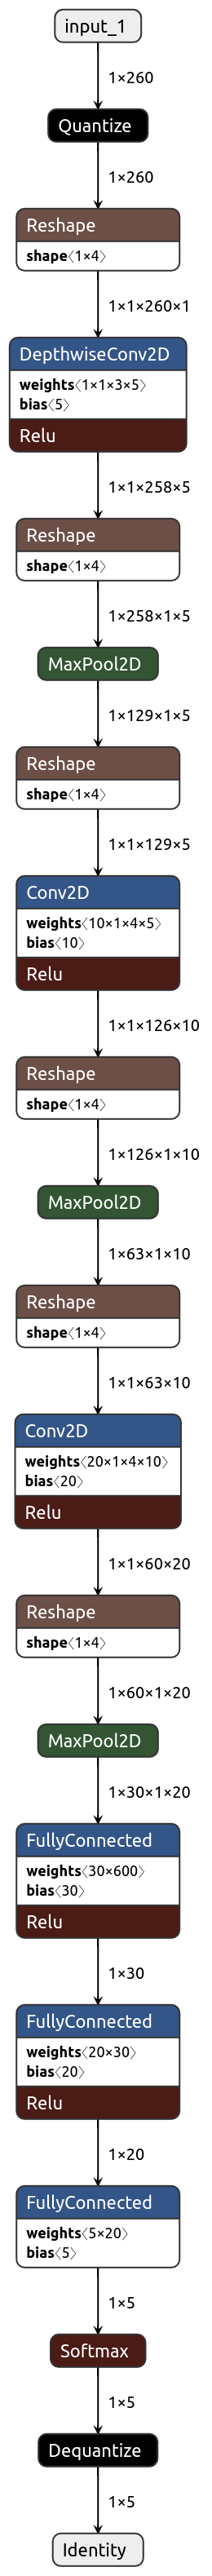 input_1
1×260
Quantize
1×260
Reshape
shape⟨1×4⟩
1×1×260×1
DepthwiseConv2D
weights⟨1×1×3×5⟩
bias⟨5⟩
Relu
1×1×258×5
Reshape
shape⟨1×4⟩
1×258×1×5
MaxPool2D
1×129×1×5
Reshape
shape⟨1×4⟩
1×1×129×5
Conv2D
weights⟨10×1×4×5⟩
bias⟨10⟩
Relu
1×1×126×10
Reshape
shape⟨1×4⟩
1×126×1×10
MaxPool2D
1×63×1×10
Reshape
shape⟨1×4⟩
1×1×63×10
Conv2D
weights⟨20×1×4×10⟩
bias⟨20⟩
Relu
1×1×60×20
Reshape
shape⟨1×4⟩
1×60×1×20
MaxPool2D
1×30×1×20
FullyConnected
weights⟨30×600⟩
bias⟨30⟩
Relu
1×30
FullyConnected
weights⟨20×30⟩
bias⟨20⟩
Relu
1×20
FullyConnected
weights⟨5×20⟩
bias⟨5⟩
1×5
Softmax
1×5
Dequantize
1×5
Identity